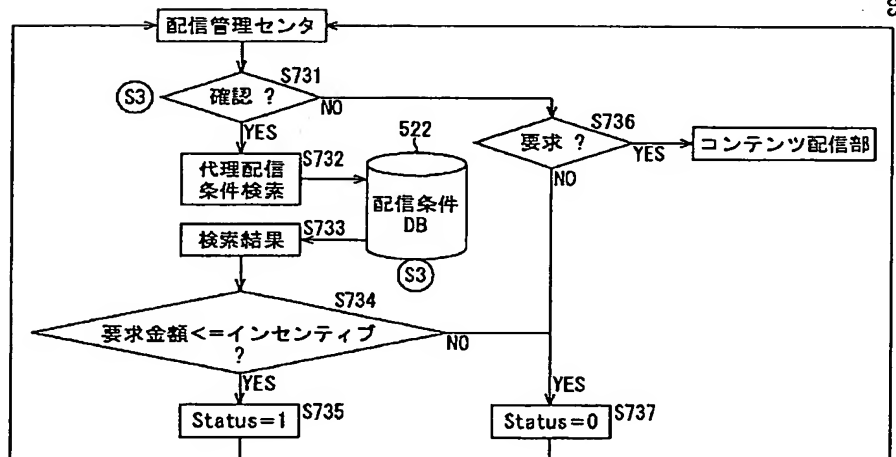 配信管理センタ
S731
S3
確認 ?
NO
YES
S736
要求 ?
YES
コンテンツ配信部
NO
522
S732
代理配信
条件検索
配信条件
DB
S733
検索結果
S3
S734
要求金額<=インセンティブ
?
NO
YES
YES
Status=1
S735
Status=0
S737